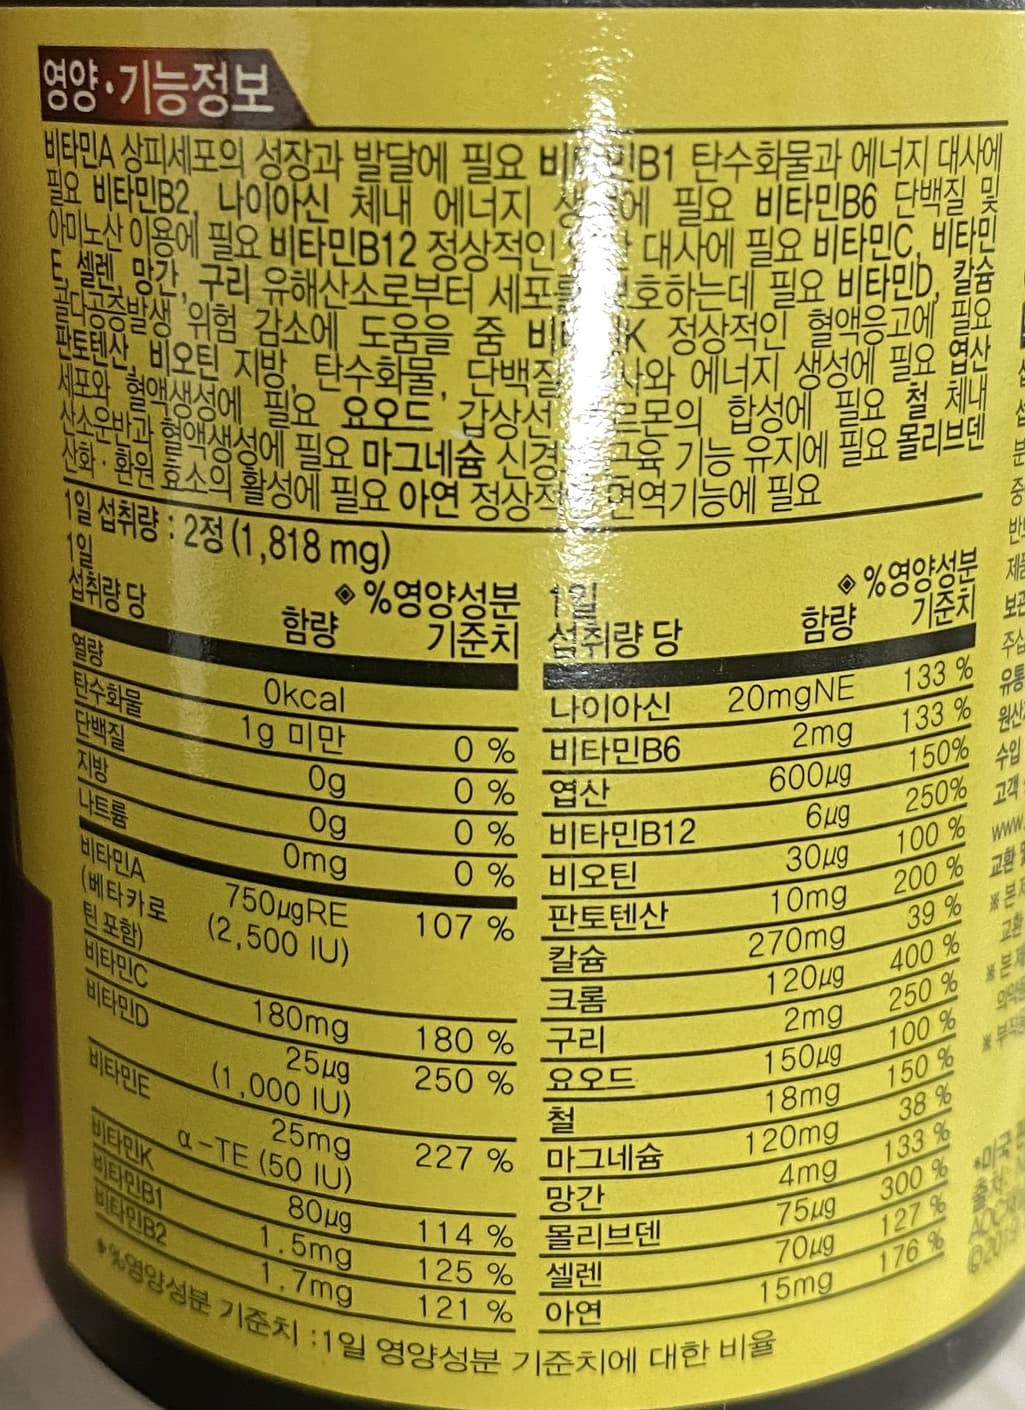 영양·기능정보
비타민A 상피세포의 성장과 발달에 필요 비타민B1 탄수화물과 에너지 대사에
필요 비타민B2, 나이아신 체내 에너지 에 필요 비타민B6 단백질 및
아미노산 이용에 필요 비타민B12 정상적인 대사에 필요 비타민C, 비타민
E, 셀렌, 망간, 구리 유해산소로부터 세포를 보호하는데 필요 비타민D, 칼슘
골다공증발생 위험 감소에 도움을 줌 비타민K 정상적인 혈액응고에 필요
판토텐산, 비오틴 지방, 탄수화물, 단백질 대사와 에너지 생성에 필요 엽산
세포와 혈액생성에 필요 요오드 갑상선 호르몬의 합성에 필요 철 체내
산소운반과 혈액생성에 필요 마그네슘 신경과 근육 기능 유지에 필요 몰리브덴
산화·환원 효소의 활성에 필요 아연 정상적인 면역기능에 필요
1일 섭취량 : 2정 (1,818 mg)
1일
섭취량 당 함량 ◈ %영양성분
기준치
열량 0kcal
탄수화물 1g 미만 0 %
단백질 0g 0 %
지방 0g 0 %
나트륨 0mg 0 %
비타민A 750μgRE 107 %
(베타카로 (2,500 IU)
틴 포함)
비타민C 180mg 180 %
비타민D 25μg 250 %
(1,000 IU)
비타민E 25mg 227 %
α-TE (50 IU)
비타민K 80μg 114 %
비타민B1 1.5mg 125 %
비타민B2 1.7mg 121 %
1일
섭취량 당 함량 ◈ %영양성분
기준치
나이아신 20mgNE 133 %
비타민B6 2mg 133 %
엽산 600μg 150%
비타민B12 6μg 250%
비오틴 30μg 100 %
판토텐산 10mg 200 %
칼슘 270mg 39 %
크롬 120μg 400 %
구리 2mg 250 %
요오드 150μg 100 %
철 18mg 150 %
마그네슘 120mg 38 %
망간 4mg 133 %
몰리브덴 75μg 300 %
셀렌 70μg 127 %
아연 15mg 176 %
◈%영양성분 기준치 :1일 영양성분 기준치에 대한 비율